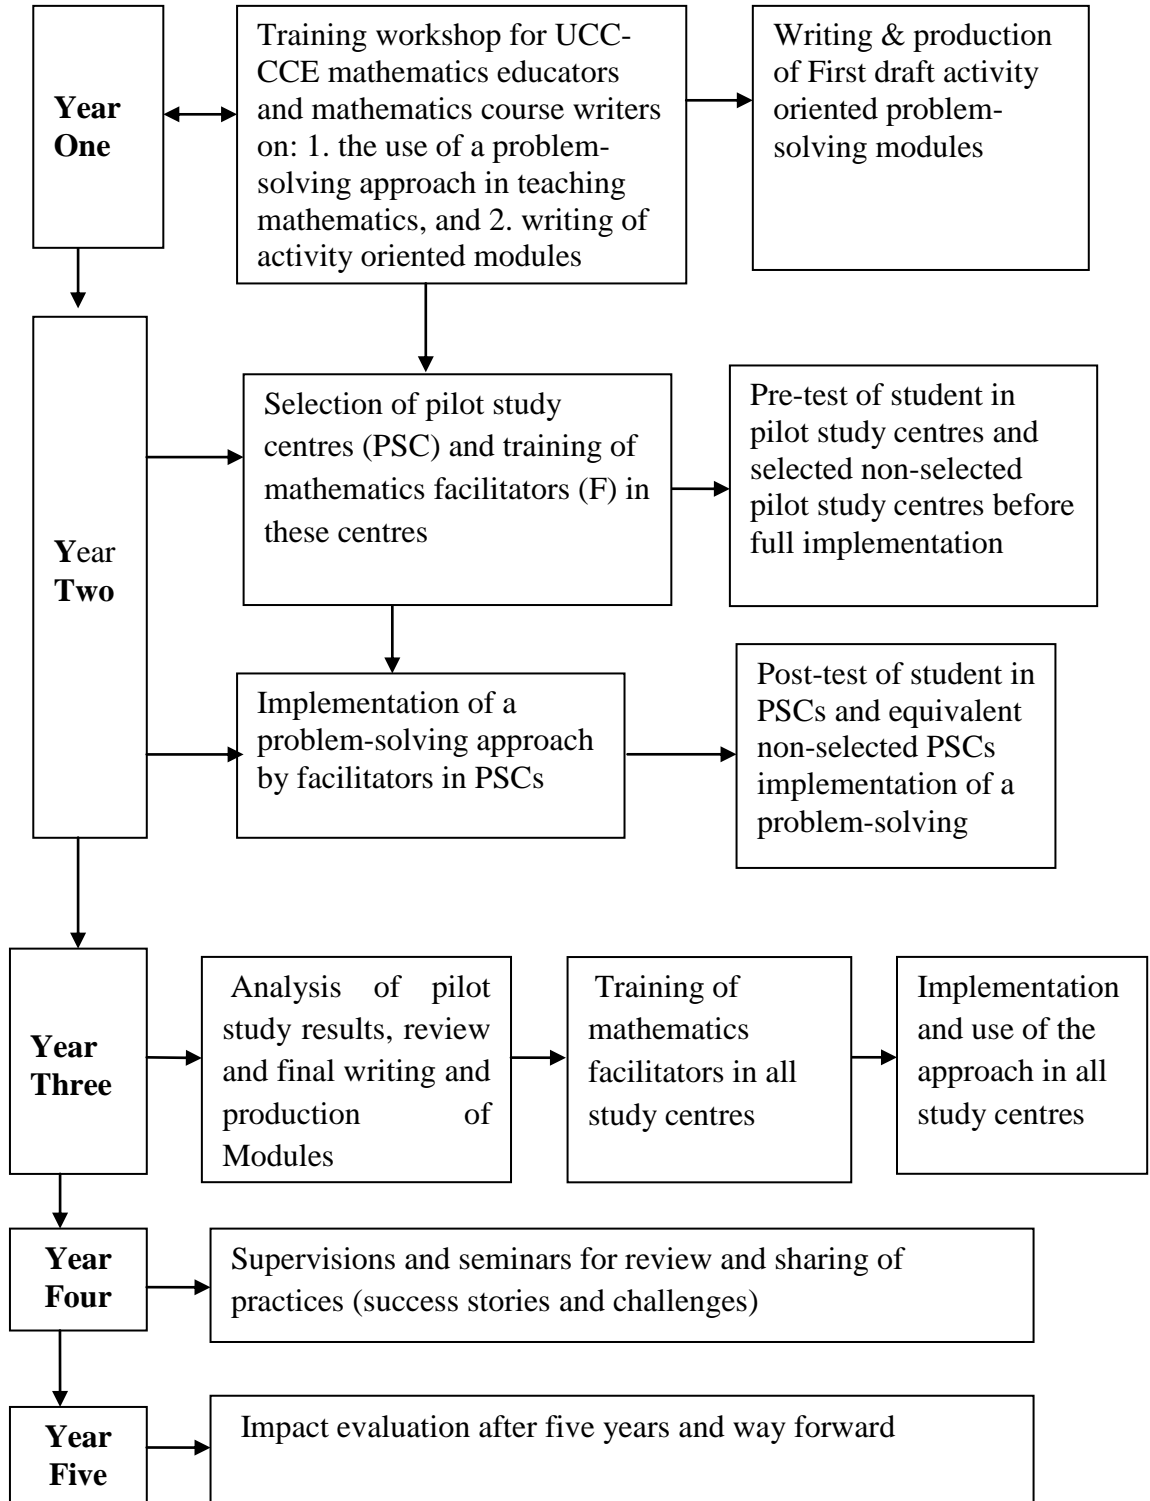 Year
One
Training workshop for UCC-
CCE mathematics educators
and mathematics course writers
on: 1. the use of a problem-
solving approach in teaching
mathematics, and 2. writing of
activity oriented modules
Writing & production
of First draft activity
oriented problem-
solving modules
Year
Two
Selection of pilot study
centres (PSC) and training of
mathematics facilitators (F) in
these centres
Pre-test of student in
pilot study centres and
selected non-selected
pilot study centres before
full implementation
Implementation of a
problem-solving approach
by facilitators in PSCs
Post-test of student in
PSCs and equivalent
non-selected PSCs
implementation of a
problem-solving
Year
Three
Analysis of pilot
study results, review
and final writing and
production of
Modules
Training of
mathematics
facilitators in all
study centres
Implementation
and use of the
approach in all
study centres
Year
Four
Supervisions and seminars for review and sharing of
practices (success stories and challenges)
Year
Five
Impact evaluation after five years and way forward